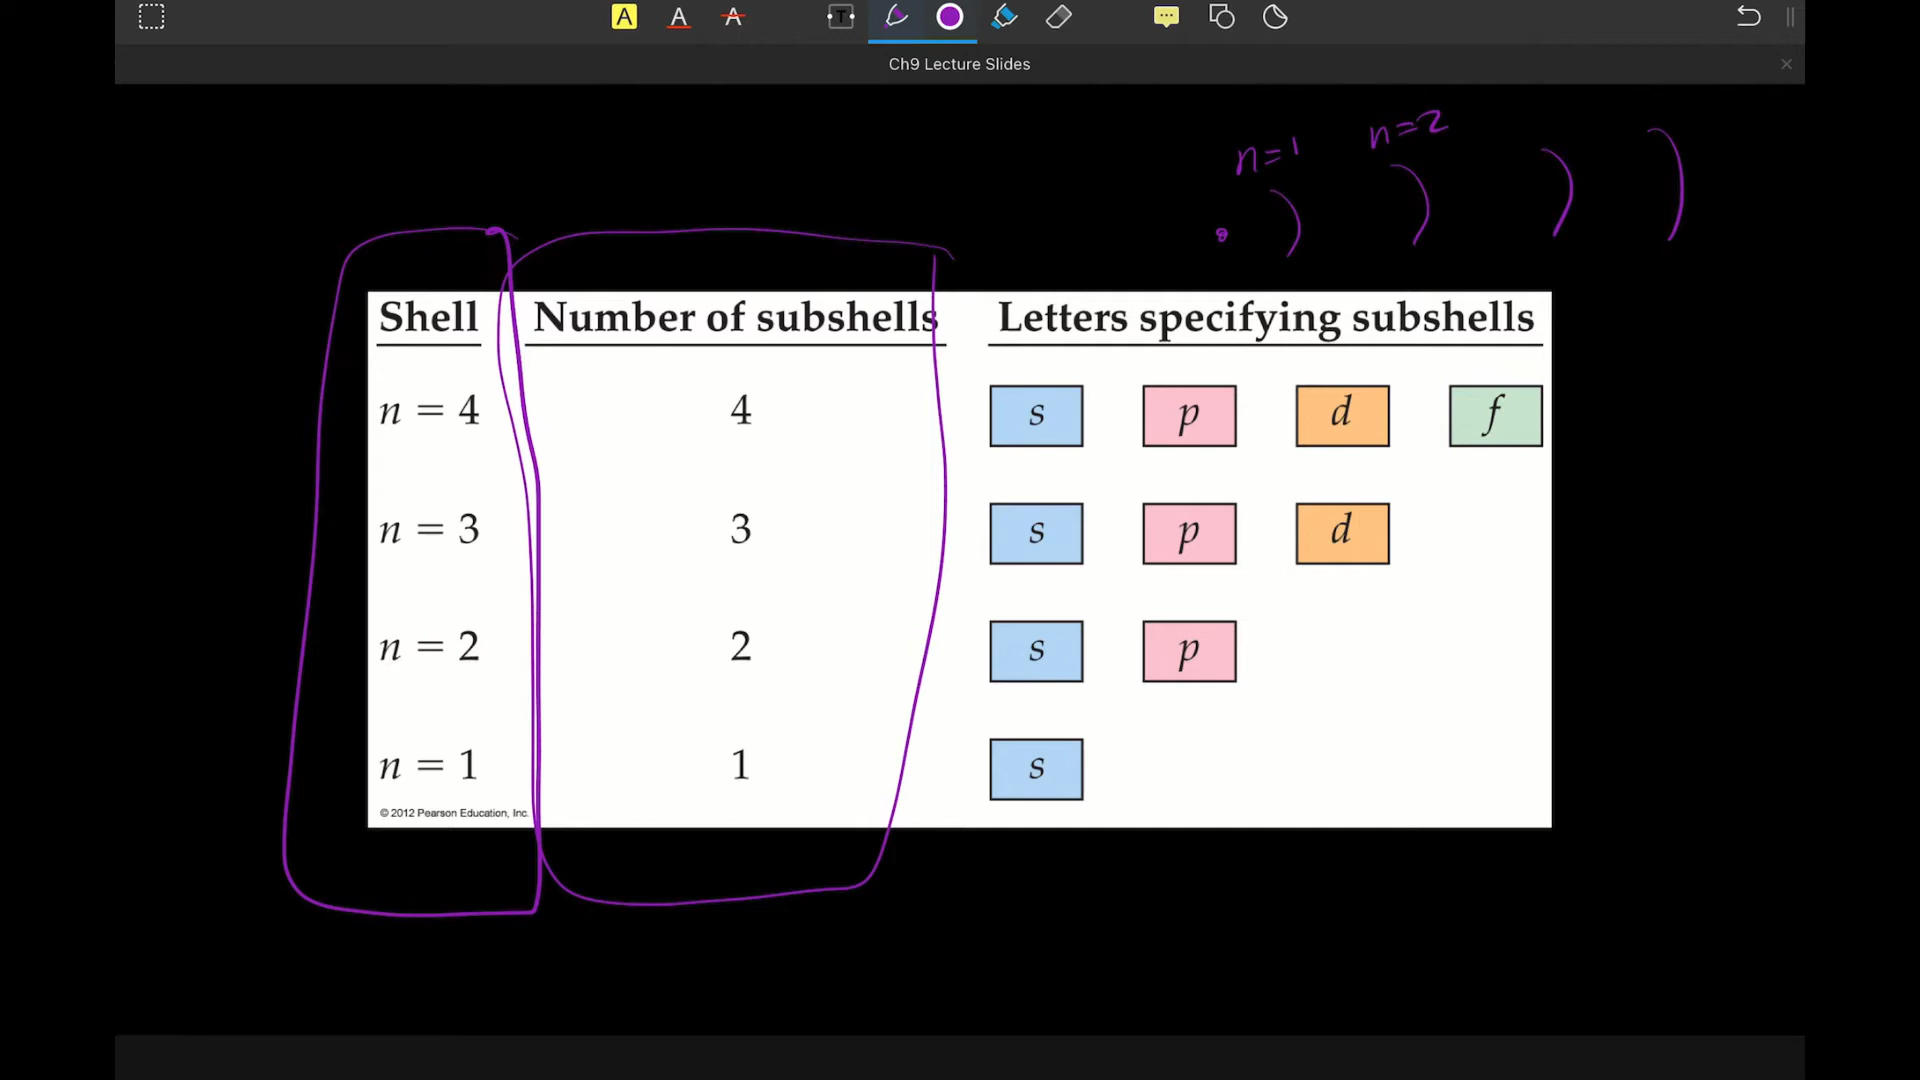 A A A T
Ch9 Lecture Slides
n=1 n=2
Shell Number of subshells Letters specifying subshells
n = 4 4 s p d f
n = 3 3 s p d
n = 2 2 s p
n = 1 1 s
© 2012 Pearson Education, Inc.